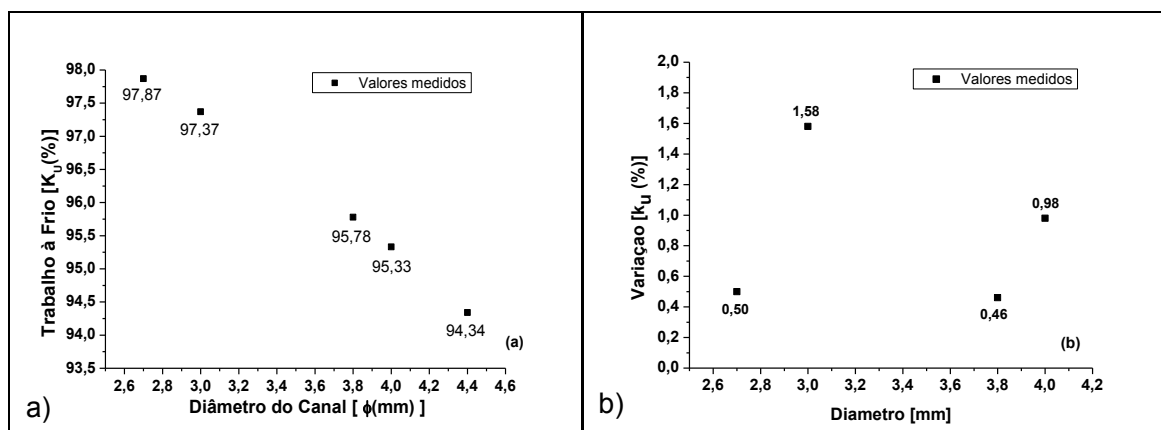 Valores medidos
Trabalho à Frio [K_U(%)]
98,0
97,5
97,0
96,5
96,0
95,5
95,0
94,5
94,0
93,5
97,87
97,37
95,78
95,33
94,34
(a)
2,6 2,8 3,0 3,2 3,4 3,6 3,8 4,0 4,2 4,4 4,6
Diâmetro do Canal [ ϕ(mm) ]
a)
Valores medidos
Variaçao [k_u (%)]
2,0
1,8
1,6
1,4
1,2
1,0
0,8
0,6
0,4
0,2
0,0
1,58
0,98
0,50
0,46
(b)
2,6 2,8 3,0 3,2 3,4 3,6 3,8 4,0 4,2
Diametro [mm]
b)